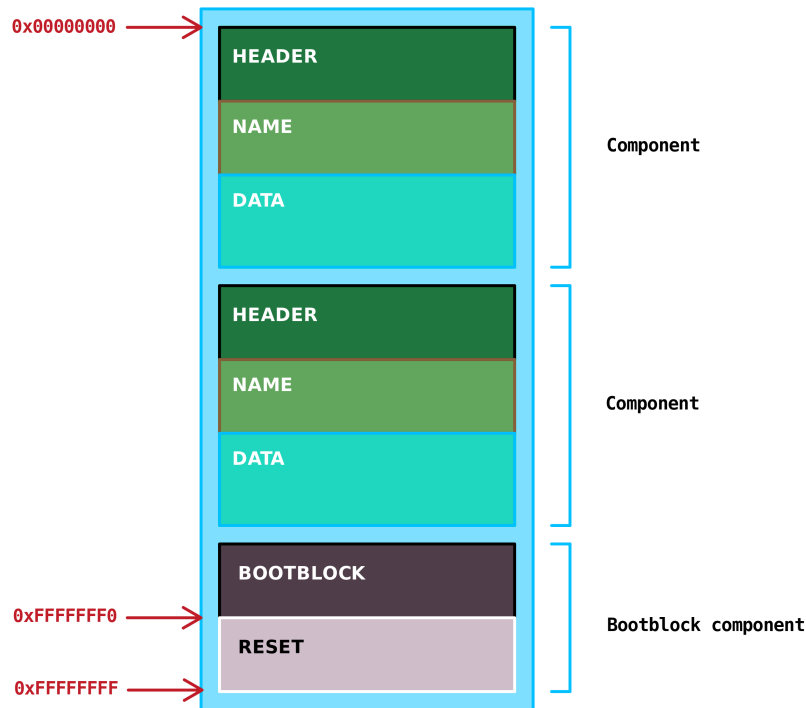 0x00000000
HEADER
NAME
Component
DATA
HEADER
NAME
Component
DATA
BOOTBLOCK
0xFFFFFFF0
Bootblock component
RESET
0xFFFFFFFF